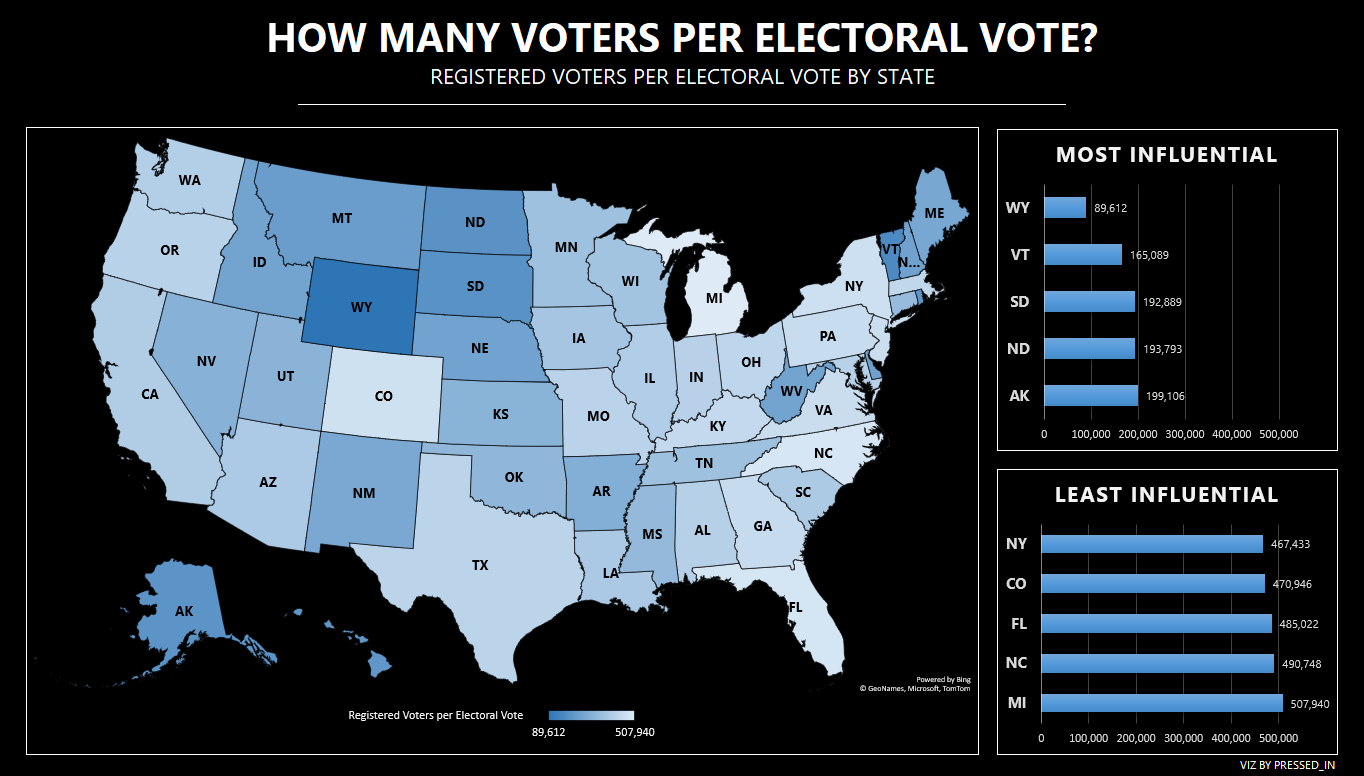 HOW MANY VOTERS PER ELECTORAL VOTE?
REGISTERED VOTERS PER ELECTORAL VOTE BY STATE
WA
MT
ND
MN
ME
OR
ID
SD
WI
VT
N...
WY
MI
NY
NV
UT
NE
IA
PA
CA
CO
IL
IN
OH
WV
KS
MO
KY
VA
AZ
NM
OK
AR
TN
NC
TX
LA
MS
AL
GA
SC
FL
AK
Powered by Bing
© GeoNames, Microsoft, TomTom
Registered Voters per Electoral Vote
89,612 507,940
MOST INFLUENTIAL
WY 89,612
VT 165,089
SD 192,889
ND 193,793
AK 199,106
0 100,000 200,000 300,000 400,000 500,000
LEAST INFLUENTIAL
NY 467,433
CO 470,946
FL 485,022
NC 490,748
MI 507,940
0 100,000 200,000 300,000 400,000 500,000
VIZ BY PRESSED_IN